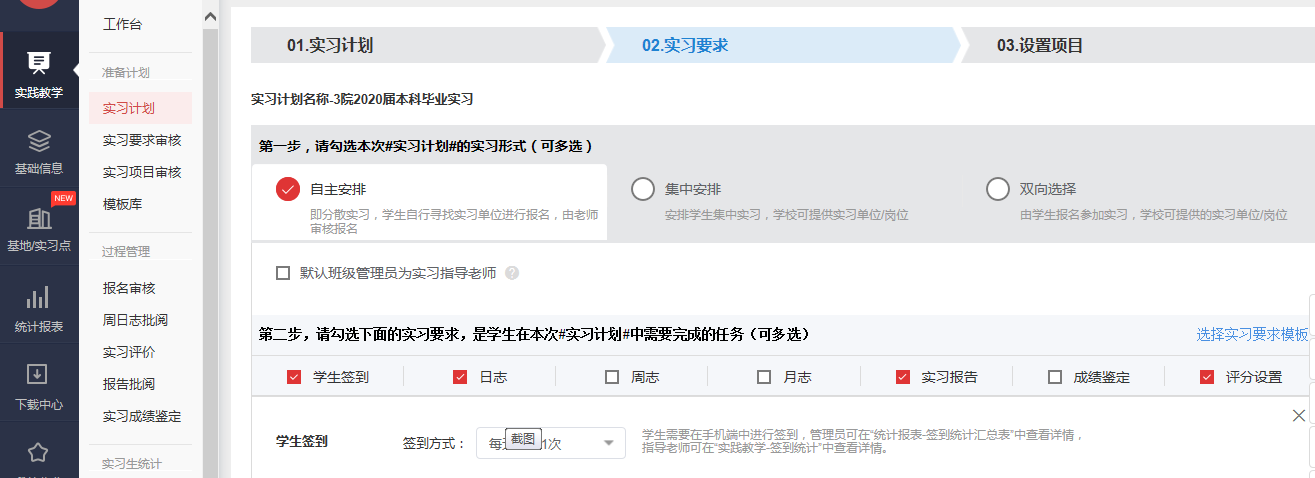 实践教学
基础信息
NEW
基地/实习点
统计报表
下载中心
工作台
准备计划
实习计划
实习要求审核
实习项目审核
模板库
过程管理
报名审核
周日志批阅
实习评价
报告批阅
实习成绩鉴定
实习生统计
01.实习计划
02.实习要求
03.设置项目
实习计划名称-3院2020届本科毕业实习
第一步，请勾选本次#实习计划#的实习形式（可多选）
自主安排
即分散实习，学生自行寻找实习单位进行报名，由老师
审核报名
集中安排
安排学生集中实习，学校可提供实习单位/岗位
双向选择
由学生报名参加实习，学校可提供的实习单位/岗位
默认班级管理员为实习指导老师 ?
第二步，请勾选下面的实习要求，是学生在本次#实习计划#中需要完成的任务（可多选）
选择实习要求模板
学生签到
日志
周志
月志
实习报告
成绩鉴定
评分设置
学生签到
签到方式：
每
截图
1次
学生需要在手机端中进行签到，管理员可在“统计报表-签到统计汇总表”中查看详情，
指导老师可在“实践教学-签到统计”中查看详情。